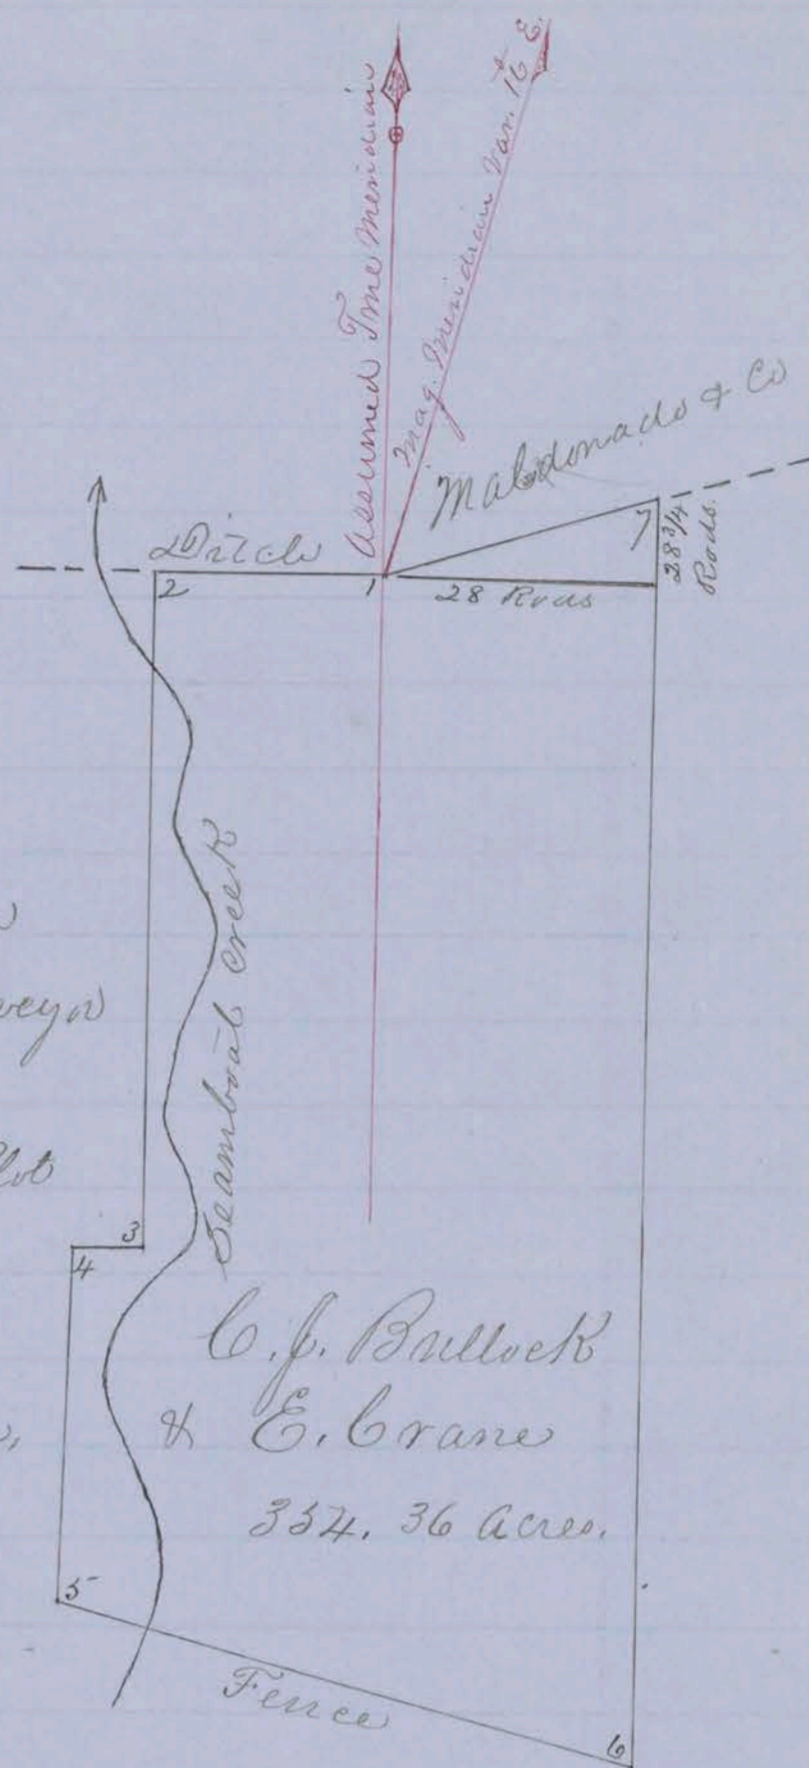 Assumed True Meridian
Mag. Meridian Var. 16° E.
Maldonado & Co
Ditch
2
1
28 Rods
7
28 3/4
Rods.
Steamboat Creek
3
4
C. J. Bullock
& E. Crane
334. 36 Acres.
5
Fence
6